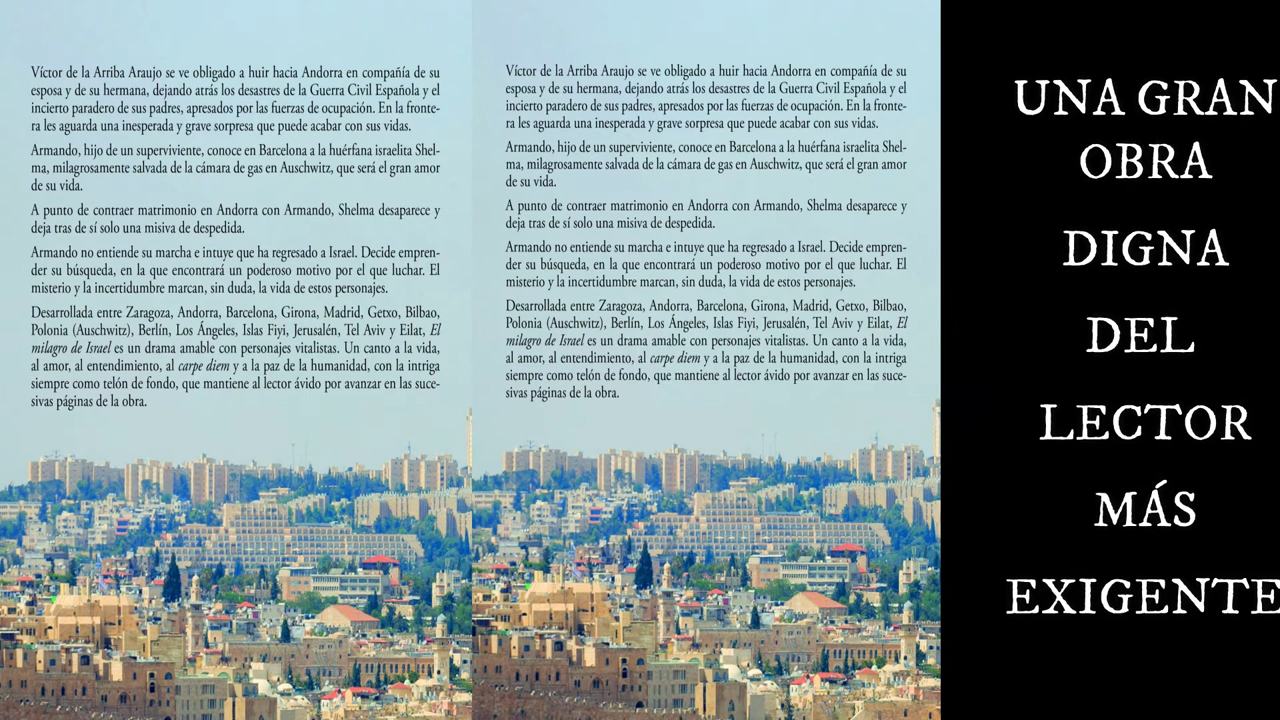 Víctor de la Arriba Araujo se ve obligado a huir hacia Andorra en compañía de su
esposa y de su hermana, dejando atrás los desastres de la Guerra Civil Española y el
incierto paradero de sus padres, apresados por las fuerzas de ocupación. En la fronte-
ra les aguarda una inesperada y grave sorpresa que puede acabar con sus vidas.
Armando, hijo de un superviviente, conoce en Barcelona a la huérfana israelita Shel-
ma, milagrosamente salvada de la cámara de gas en Auschwitz, que será el gran amor
de su vida.
A punto de contraer matrimonio en Andorra con Armando, Shelma desaparece y
deja tras de sí solo una misiva de despedida.
Armando no entiende su marcha e intuye que ha regresado a Israel. Decide empren-
der su búsqueda, en la que encontrará un poderoso motivo por el que luchar. El
misterio y la incertidumbre marcan, sin duda, la vida de estos personajes.
Desarrollada entre Zaragoza, Andorra, Barcelona, Girona, Madrid, Getxo, Bilbao,
Polonia (Auschwitz), Berlín, Los Ángeles, Islas Fiyi, Jerusalén, Tel Aviv y Eilat, El
milagro de Israel es un drama amable con personajes vitalistas. Un canto a la vida,
al amor, al entendimiento, al carpe diem y a la paz de la humanidad, con la intriga
siempre como telón de fondo, que mantiene al lector ávido por avanzar en las suce-
sivas páginas de la obra.
Víctor de la Arriba Araujo se ve obligado a huir hacia Andorra en compañía de su
esposa y de su hermana, dejando atrás los desastres de la Guerra Civil Española y el
incierto paradero de sus padres, apresados por las fuerzas de ocupación. En la fronte-
ra les aguarda una inesperada y grave sorpresa que puede acabar con sus vidas.
Armando, hijo de un superviviente, conoce en Barcelona a la huérfana israelita Shel-
ma, milagrosamente salvada de la cámara de gas en Auschwitz, que será el gran amor
de su vida.
A punto de contraer matrimonio en Andorra con Armando, Shelma desaparece y
deja tras de sí solo una misiva de despedida.
Armando no entiende su marcha e intuye que ha regresado a Israel. Decide empren-
der su búsqueda, en la que encontrará un poderoso motivo por el que luchar. El
misterio y la incertidumbre marcan, sin duda, la vida de estos personajes.
Desarrollada entre Zaragoza, Andorra, Barcelona, Girona, Madrid, Getxo, Bilbao,
Polonia (Auschwitz), Berlín, Los Ángeles, Islas Fiyi, Jerusalén, Tel Aviv y Eilat, El
milagro de Israel es un drama amable con personajes vitalistas. Un canto a la vida,
al amor, al entendimiento, al carpe diem y a la paz de la humanidad, con la intriga
siempre como telón de fondo, que mantiene al lector ávido por avanzar en las suce-
sivas páginas de la obra.
UNA GRAN
OBRA
DIGNA
DEL
LECTOR
MÁS
EXIGENTE